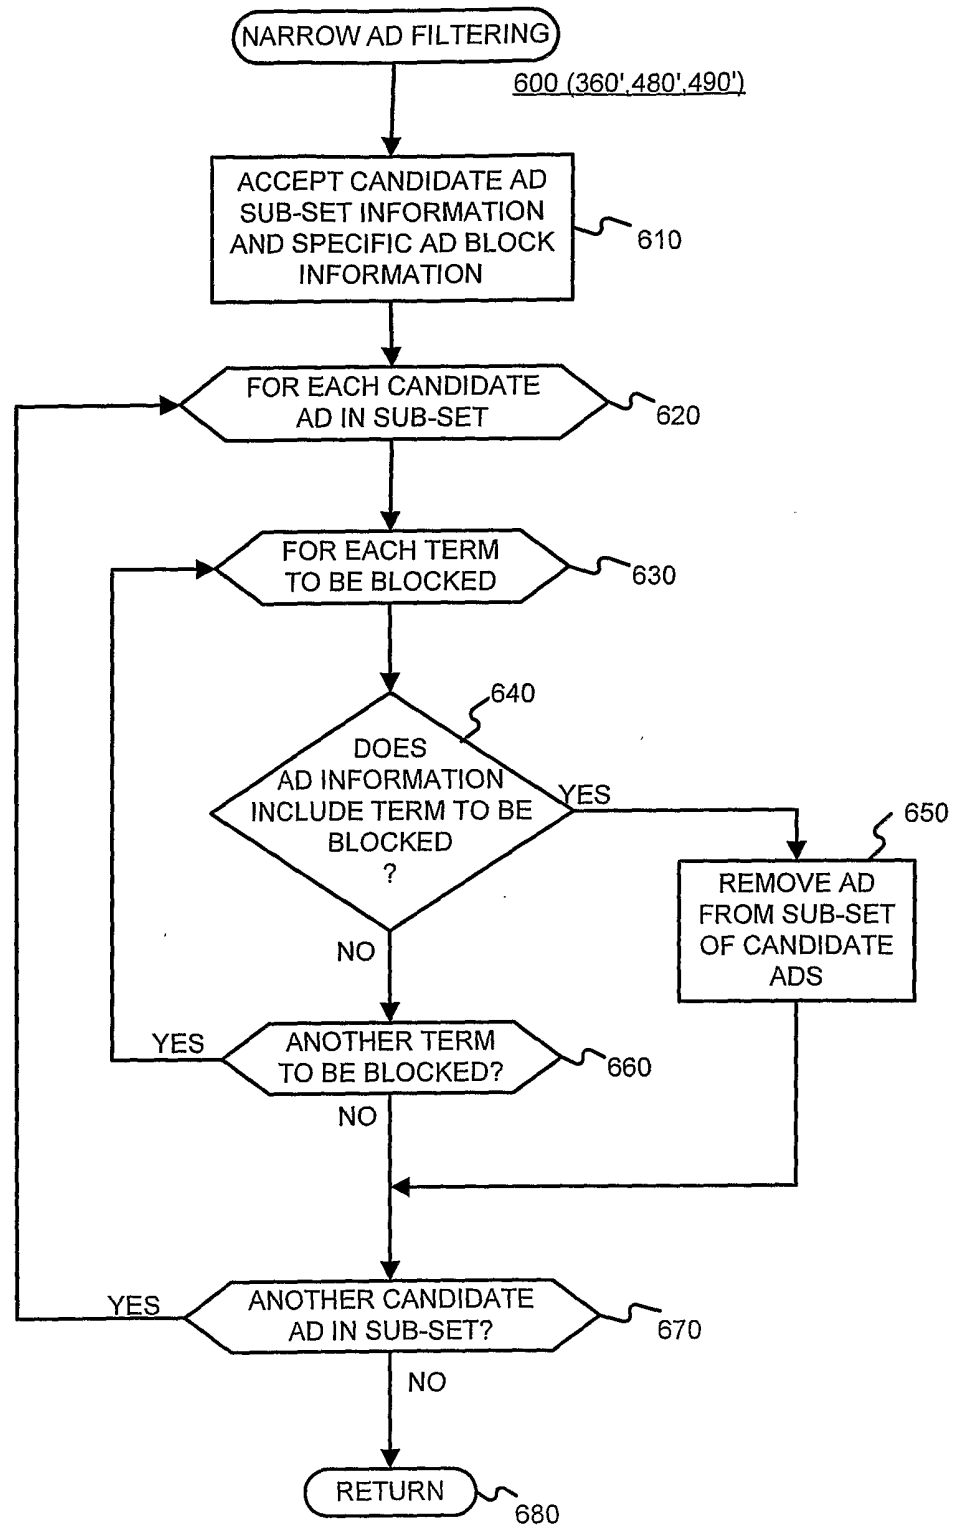 NARROW AD FILTERING
600 (360',480',490')
ACCEPT CANDIDATE AD
SUB-SET INFORMATION
AND SPECIFIC AD BLOCK
INFORMATION
610
FOR EACH CANDIDATE
AD IN SUB-SET
620
FOR EACH TERM
TO BE BLOCKED
630
640
DOES
AD INFORMATION
INCLUDE TERM TO BE
BLOCKED
?
YES
650
REMOVE AD
FROM SUB-SET
OF CANDIDATE
ADS
NO
ANOTHER TERM
TO BE BLOCKED?
YES
660
NO
ANOTHER CANDIDATE
AD IN SUB-SET?
YES
670
NO
RETURN
680